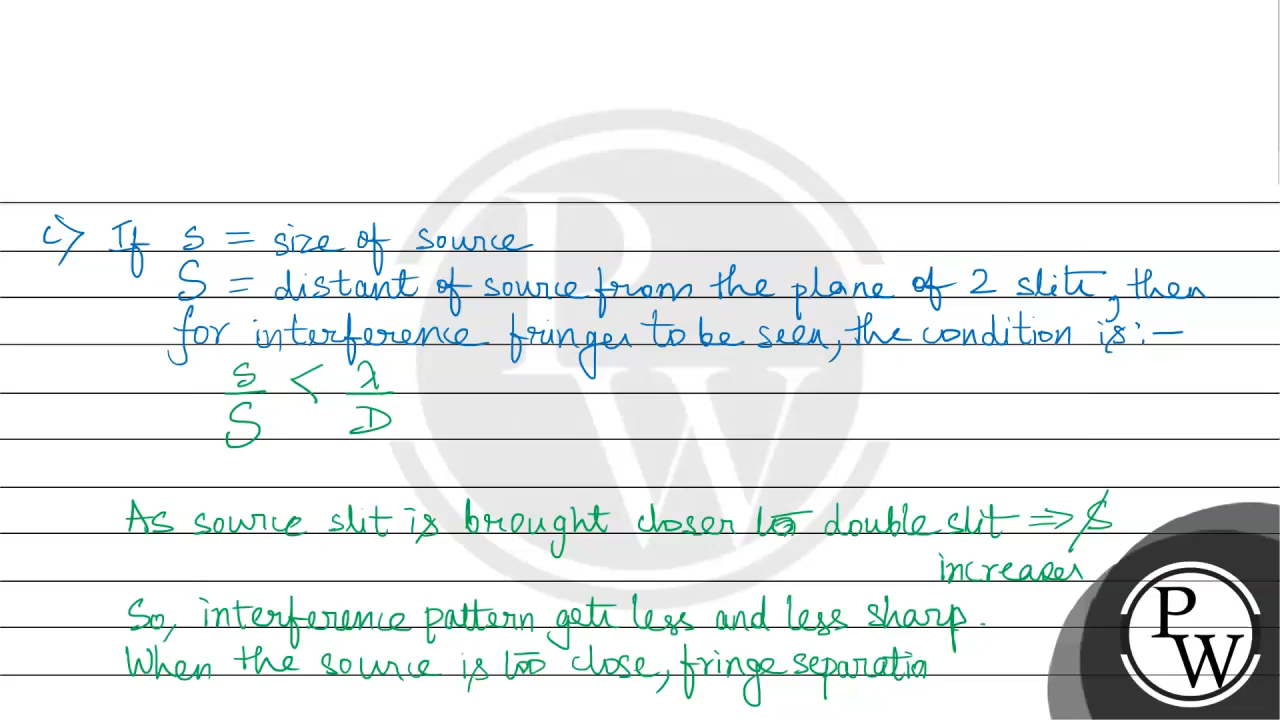 c) If s = size of source
S = distant of source from the plane of 2 slits, then
for interference fringes to be seen, the condition is:-
s/S < λ/D
As source slit is brought closer to double slit ⇒ S
increases
So, interference pattern gets less and less sharp.
When the source is too close, fringe separatio
P
W